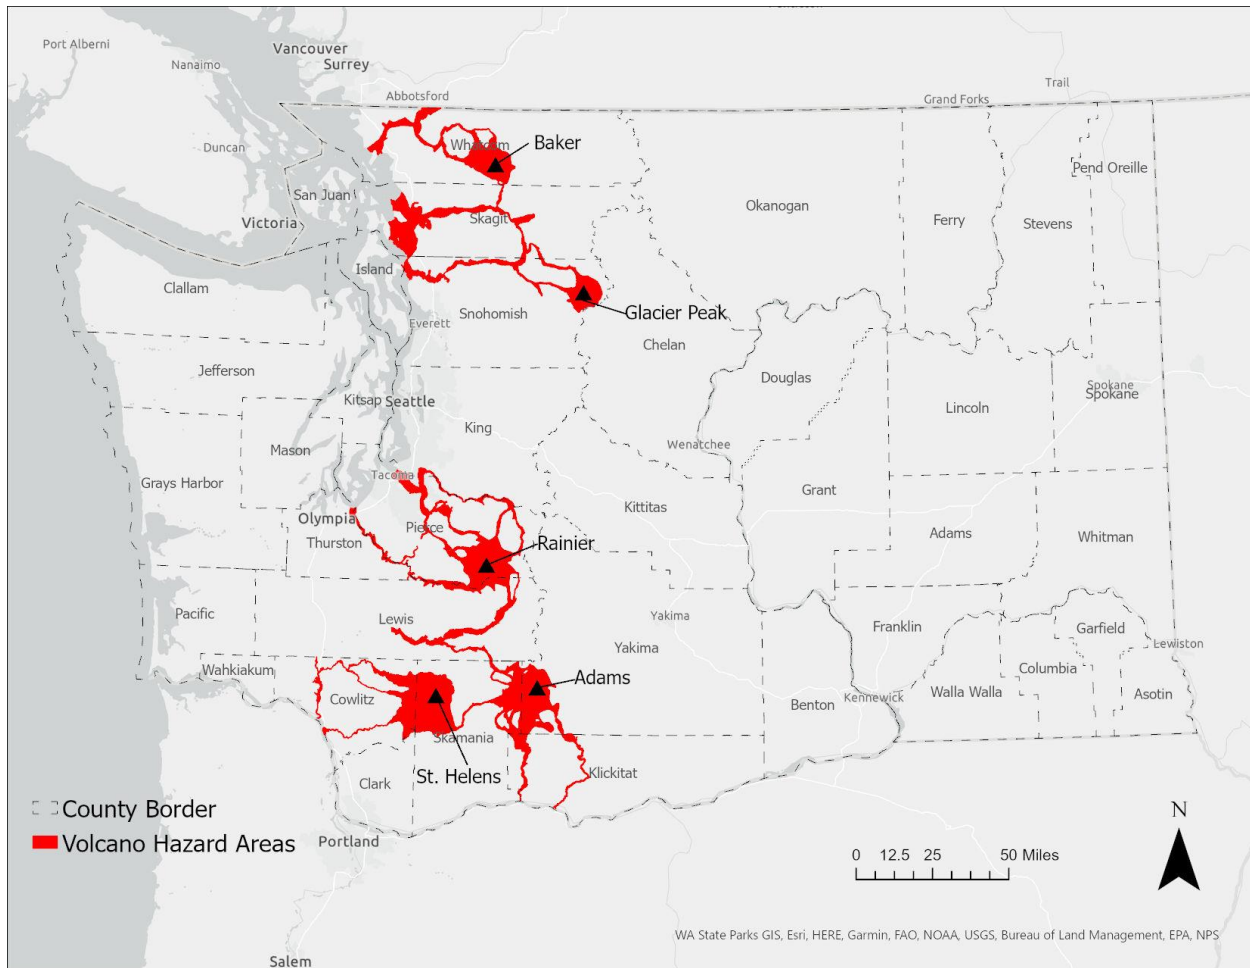 Port Alberni
Vancouver
Surrey
Nanaimo
Abbotsford
Trail
Grand Forks
Duncan
Whatcom
Baker
Pend Oreille
San Juan
Victoria
Skagit
Okanogan
Ferry
Stevens
Island
Clallam
Snohomish
Glacier Peak
Everett
Chelan
Jefferson
Douglas
Kitsap
Seattle
Lincoln
Spokane
Spokane
King
Wenatchee
Mason
Tacoma
Grays Harbor
Grant
Kittitas
Olympia
Pierce
Thurston
Rainier
Adams
Whitman
Pacific
Lewis
Yakima
Yakima
Franklin
Garfield
Lewiston
Wahkiakum
Columbia
Cowlitz
Adams
Walla Walla
Asotin
Benton
Kennewick
Skamania
Klickitat
St. Helens
Clark
County Border
Volcano Hazard Areas
Portland
N
0 12.5 25 50 Miles
WA State Parks GIS, Esri, HERE, Garmin, FAO, NOAA, USGS, Bureau of Land Management, EPA, NPS
Salem